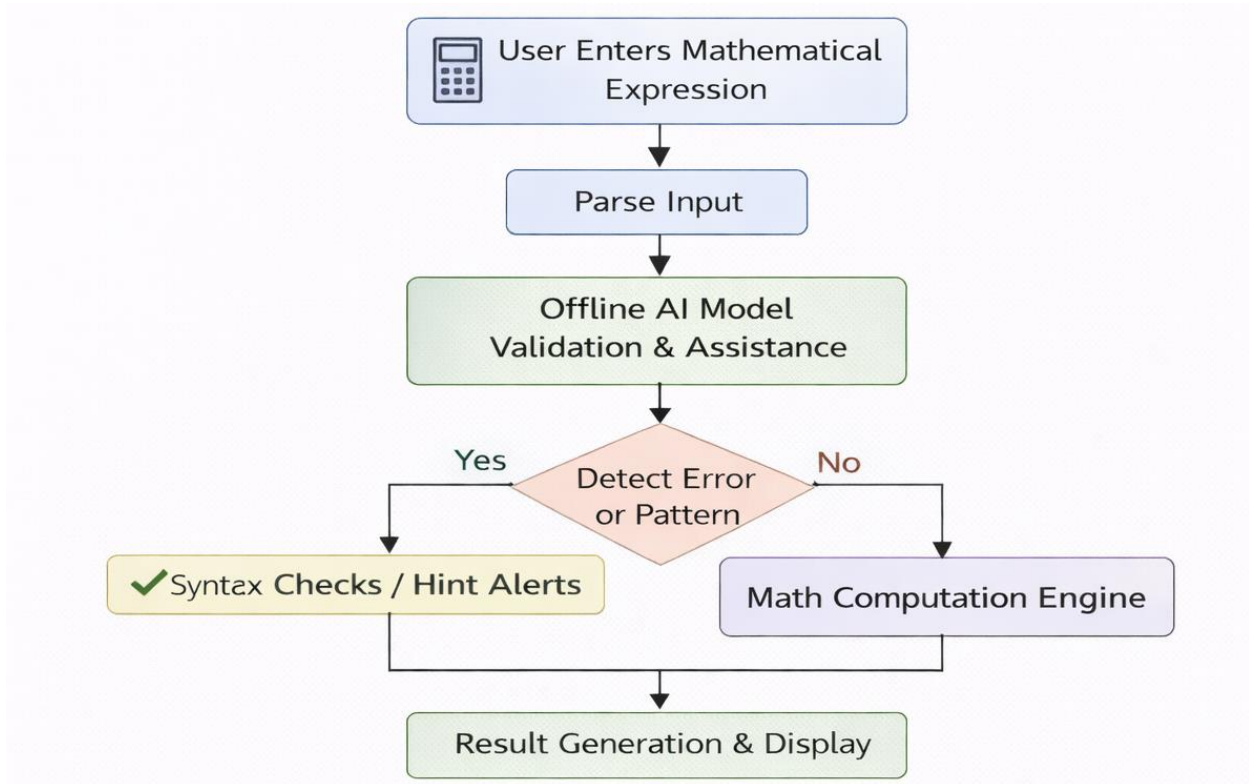 User Enters Mathematical
Expression
Parse Input
Offline AI Model
Validation & Assistance
Yes
No
Detect Error
or Pattern
Syntax Checks / Hint Alerts
Math Computation Engine
Result Generation & Display